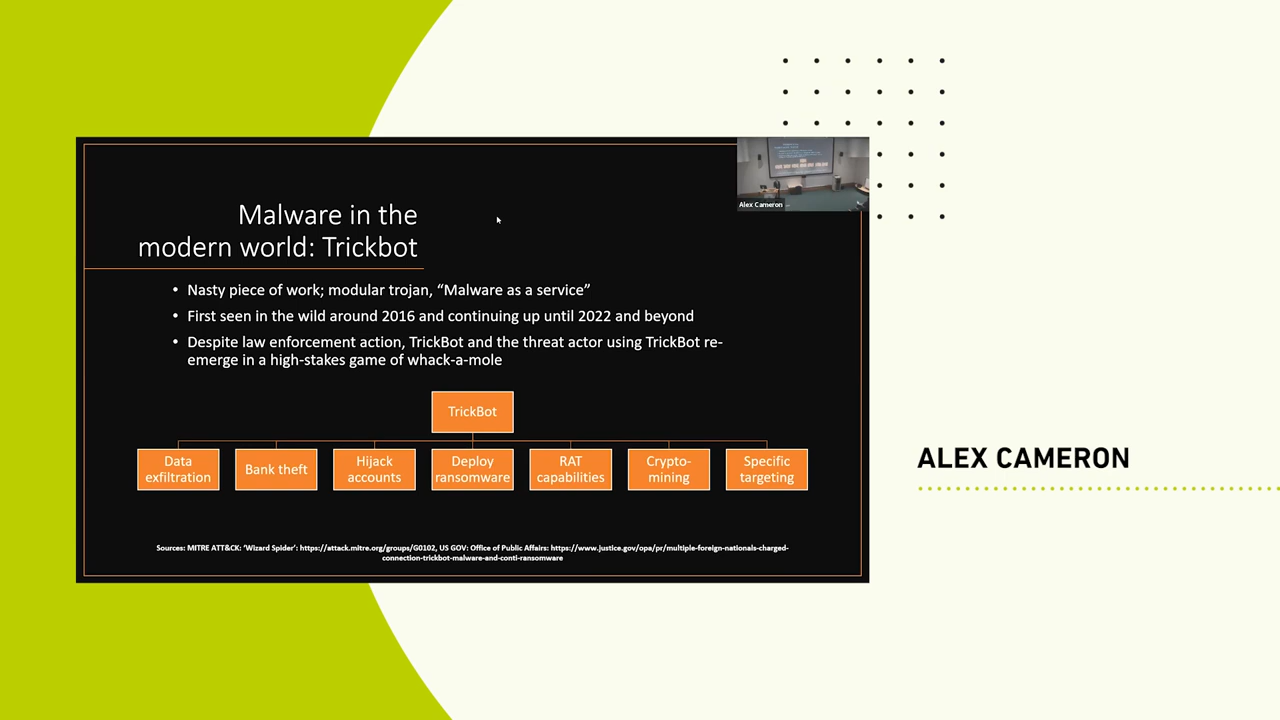 Malware in the
modern world: Trickbot
Alex Cameron
• Nasty piece of work; modular trojan, “Malware as a service”
• First seen in the wild around 2016 and continuing up until 2022 and beyond
• Despite law enforcement action, TrickBot and the threat actor using TrickBot re-
emerge in a high-stakes game of whack-a-mole
TrickBot
Data
exfiltration
Bank theft
Hijack
accounts
Deploy
ransomware
RAT
capabilities
Crypto-
mining
Specific
targeting
Sources: MITRE ATT&CK: ‘Wizard Spider’: https://attack.mitre.org/groups/G0102, US GOV: Office of Public Affairs: https://www.justice.gov/opa/pr/multiple-foreign-nationals-charged-
connection-trickbot-malware-and-conti-ransomware
ALEX CAMERON